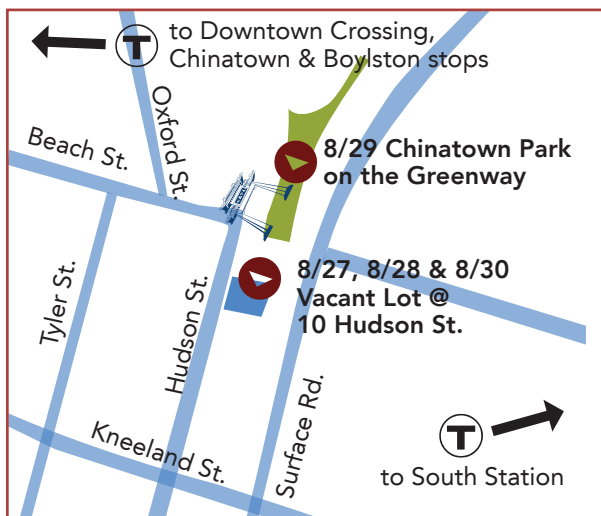 T
to Downtown Crossing,
Chinatown & Boylston stops
Oxford St.
Beach St.
8/29 Chinatown Park
on the Greenway
8/27, 8/28 & 8/30
Vacant Lot @
10 Hudson St.
Tyler St.
Hudson St.
Surface Rd.
Kneeland St.
T
to South Station